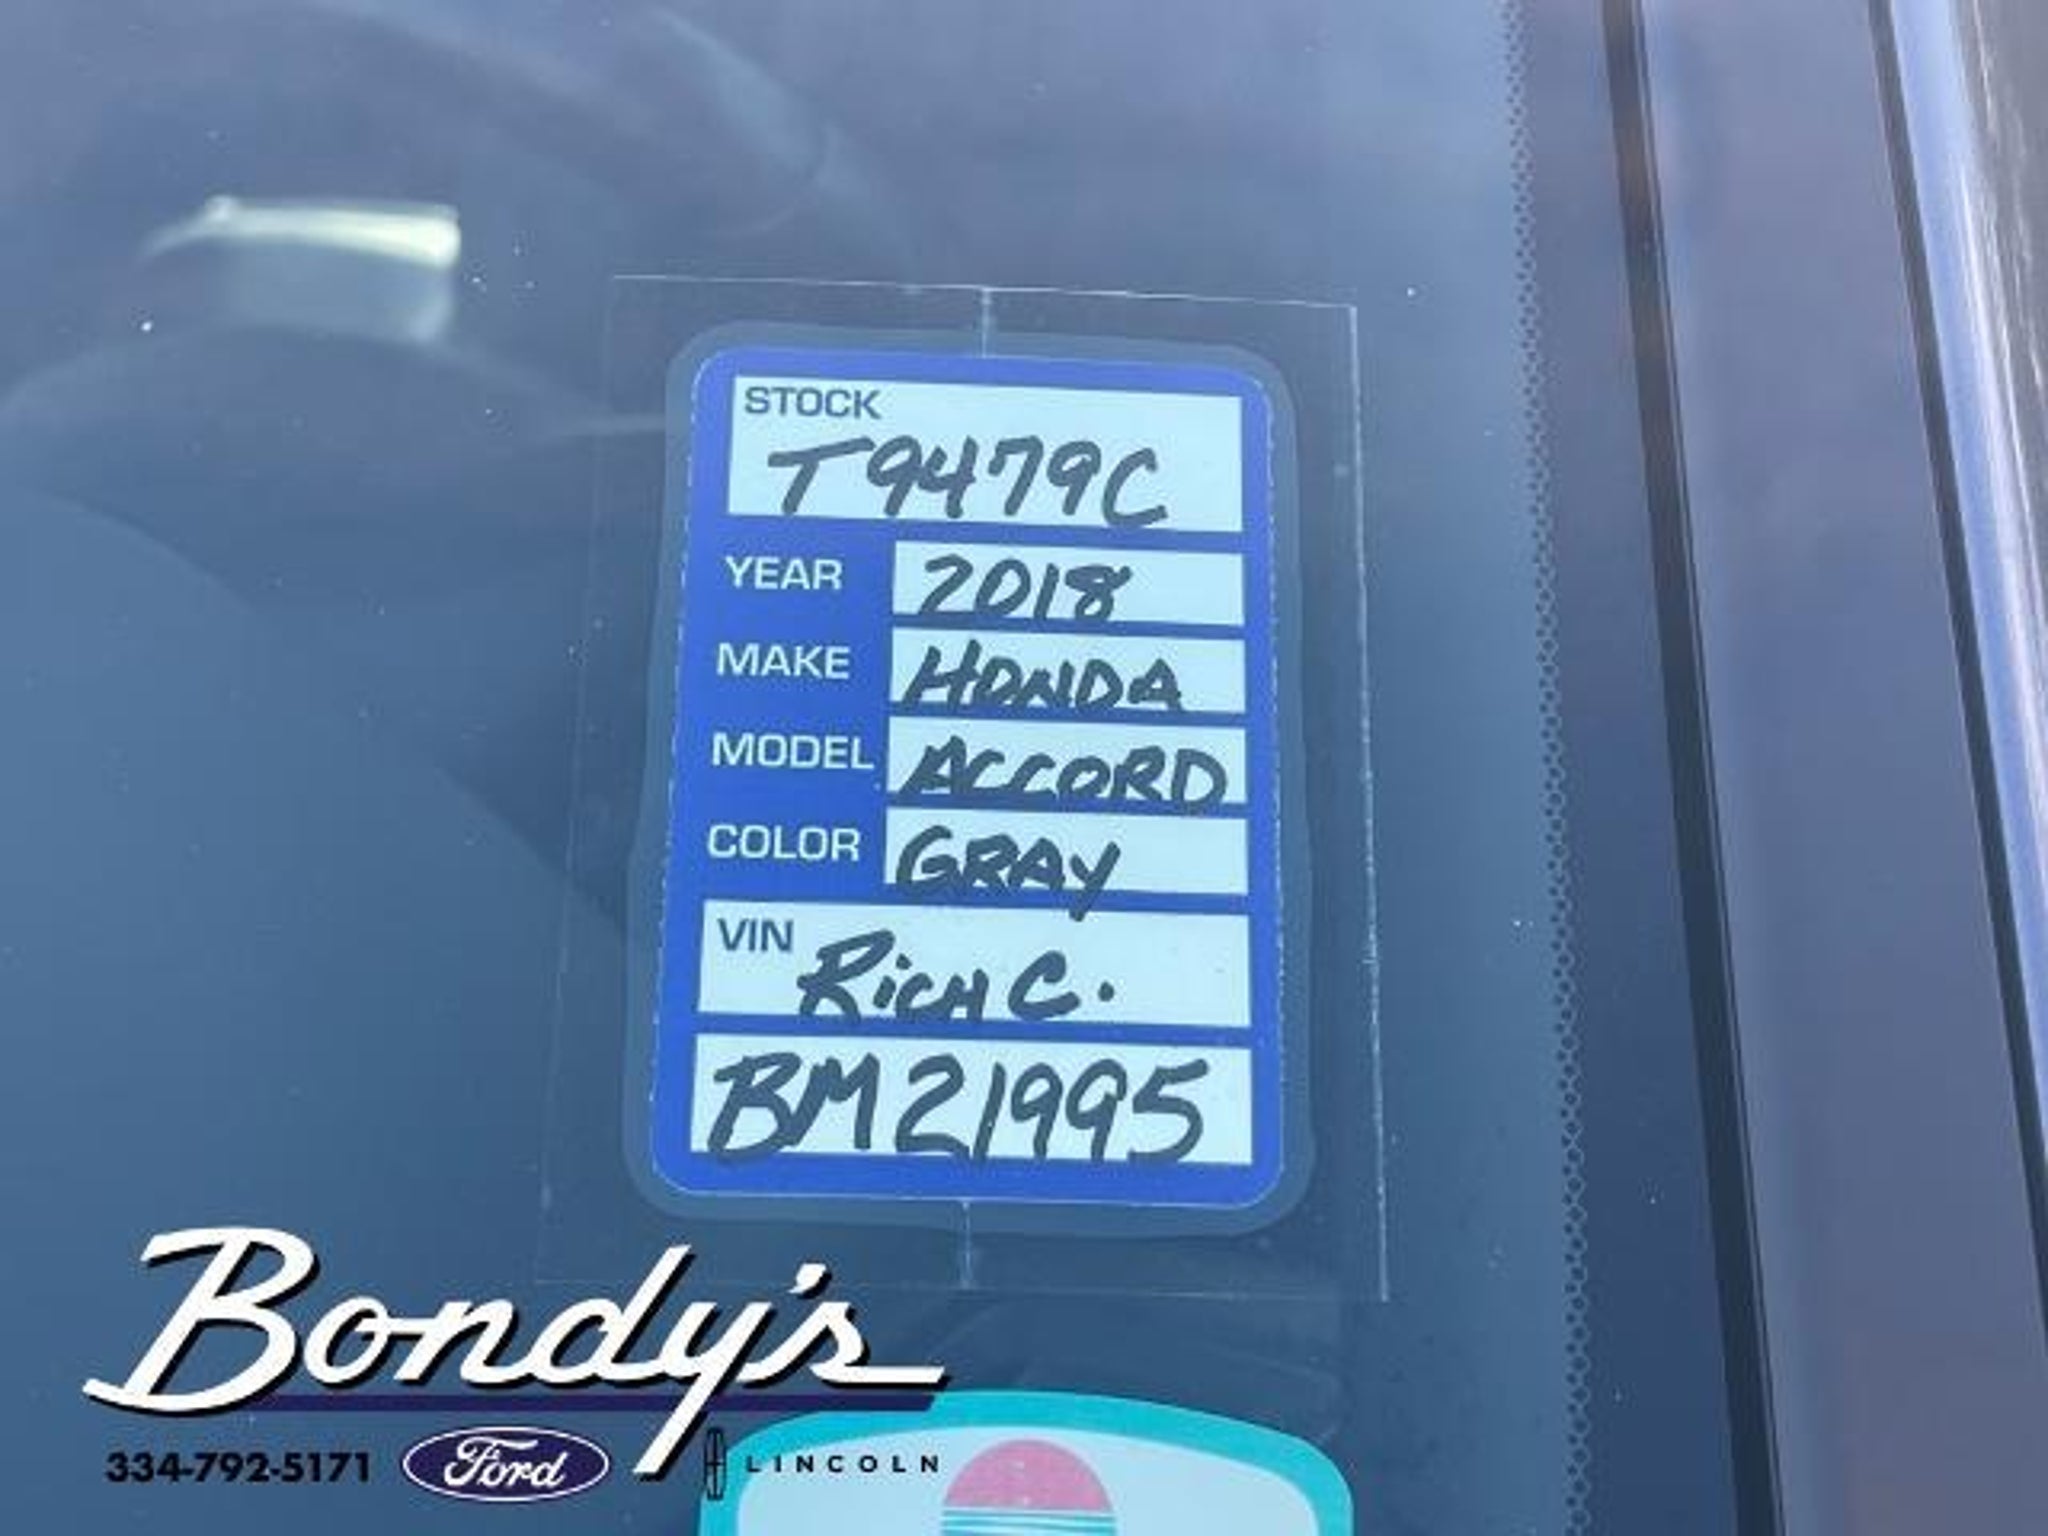 STOCK
T9479C
YEAR 2018
MAKE HONDA
MODEL ACCORD
COLOR GRAY
VIN RICH C.
BM21995
Bondy's
334-792-5171 Ford LINCOLN